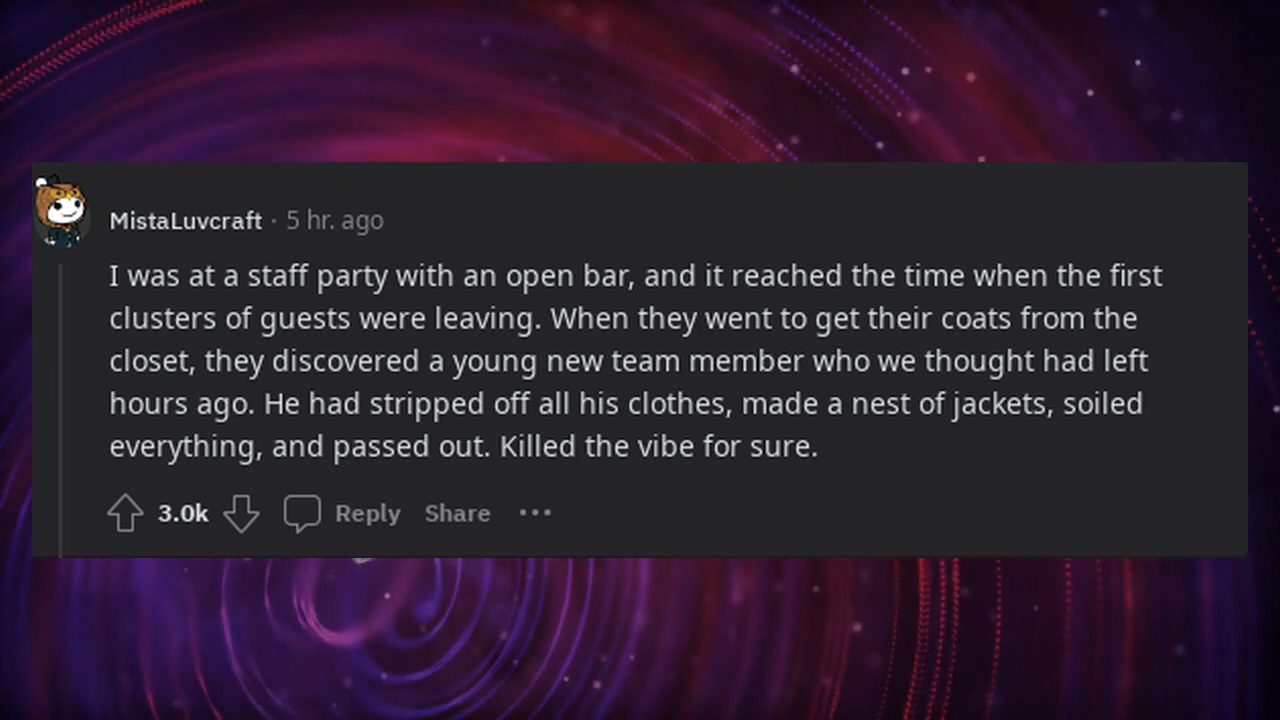 MistaLuvcraft · 5 hr. ago
I was at a staff party with an open bar, and it reached the time when the first
clusters of guests were leaving. When they went to get their coats from the
closet, they discovered a young new team member who we thought had left
hours ago. He had stripped off all his clothes, made a nest of jackets, soiled
everything, and passed out. Killed the vibe for sure.
3.0k Reply Share •••